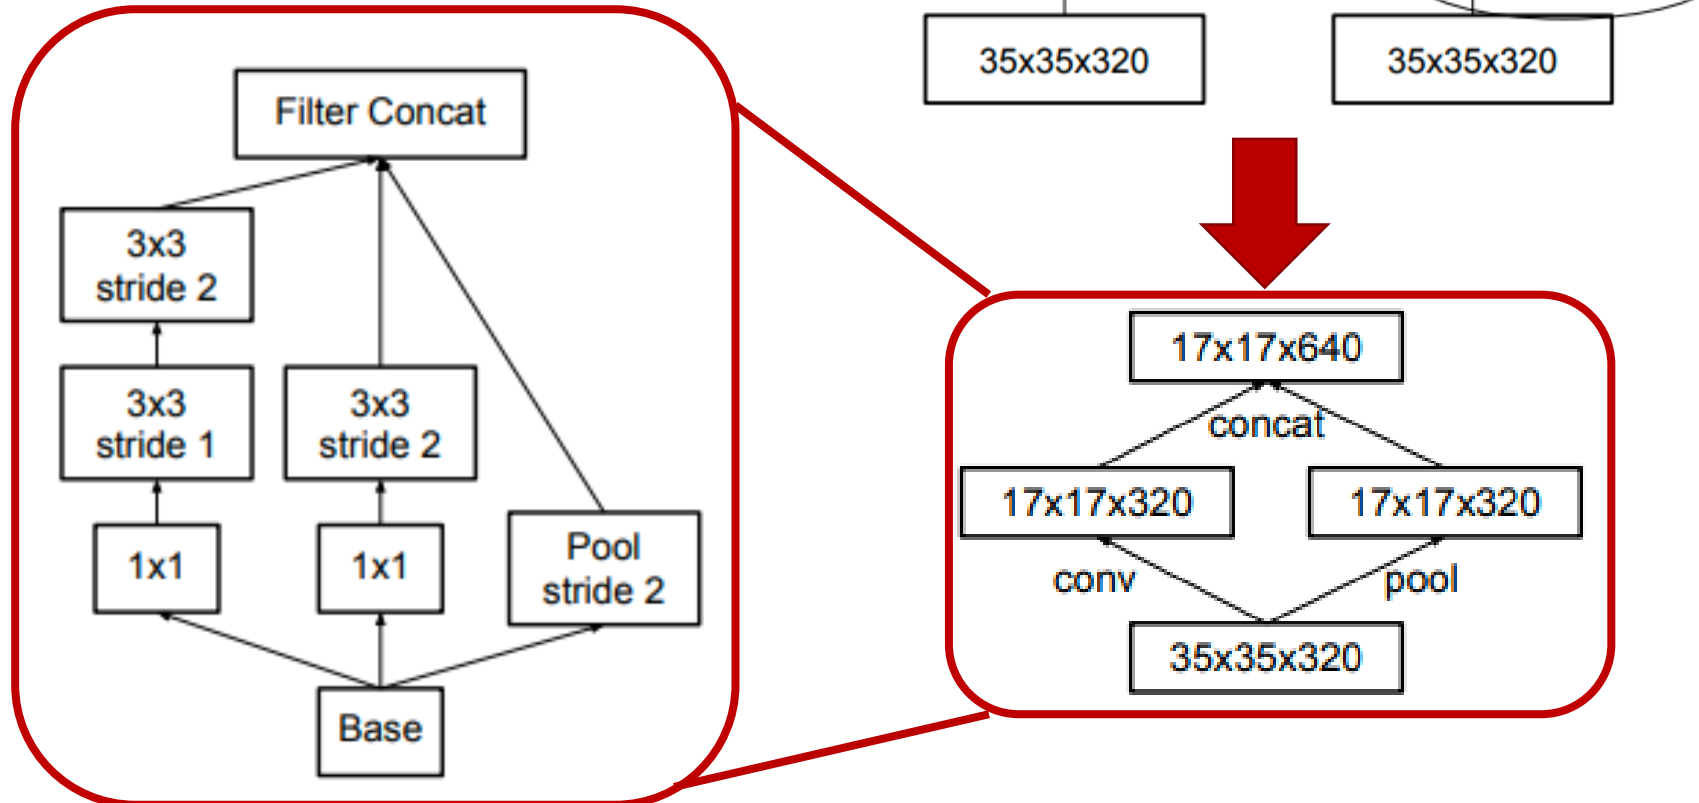 35x35x320
35x35x320
Filter Concat
3x3
stride 2
3x3
stride 1
3x3
stride 2
1x1
1x1
Pool
stride 2
Base
17x17x640
concat
17x17x320
17x17x320
conv
pool
35x35x320